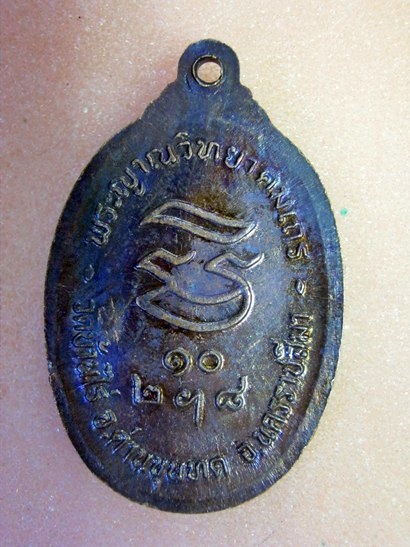 พระญาณวิทยาคมเถร
๑๐
๒ ๘
วัดบ้านไร่ อ.ด่านขุนทด จ.นครราชสีมา